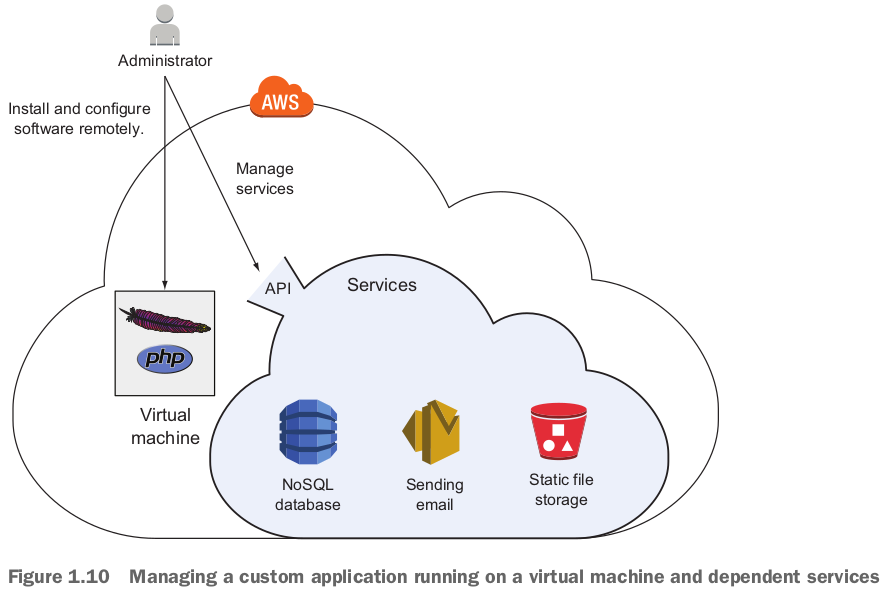 Administrator
AWS
Install and configure
software remotely.
Manage
services
API
Services
php
Virtual
machine
NoSQL
database
Sending
email
Static file
storage
Figure 1.10 Managing a custom application running on a virtual machine and dependent services